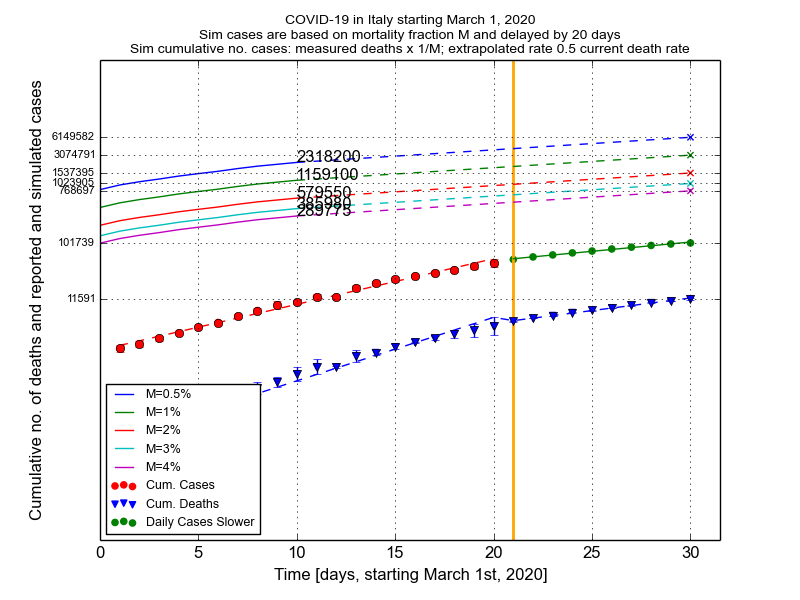 COVID-19 in Italy starting March 1, 2020
Sim cases are based on mortality fraction M and delayed by 20 days
Sim cumulative no. cases: measured deaths x 1/M; extrapolated rate 0.5 current death rate
Cumulative no. of deaths and reported and simulated cases
6149582
3074791
1537395
1023905
768697
101739
11591
2318200
1159100
579550
385980
289775
M=0.5%
M=1%
M=2%
M=3%
M=4%
Cum. Cases
Cum. Deaths
Daily Cases Slower
0 5 10 15 20 25 30
Time [days, starting March 1st, 2020]